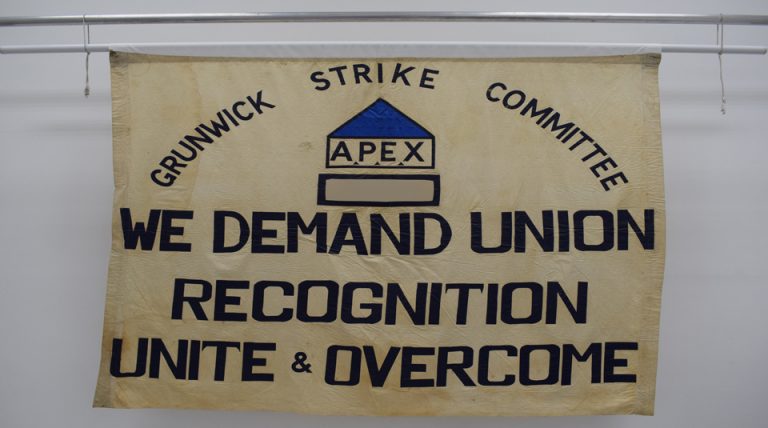 GRUNWICK STRIKE COMMITTEE
A.P.E.X
WE DEMAND UNION
RECOGNITION
UNITE & OVERCOME